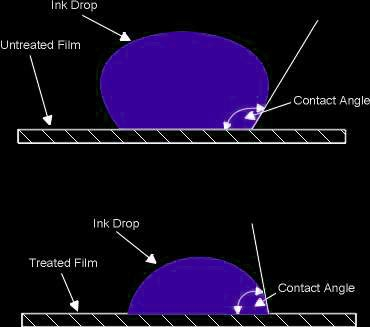 Ink Drop
Untreated Film
Contact Angle
Ink Drop
Treated Film
Contact Angle